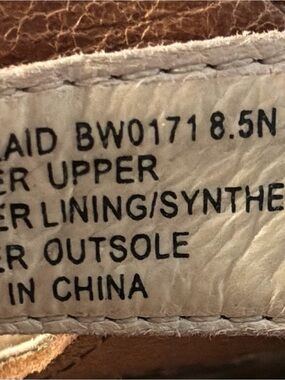 AID BW0171 8.5N
ER UPPER
ER LINING/SYNTHE
ER OUTSOLE
IN CHINA